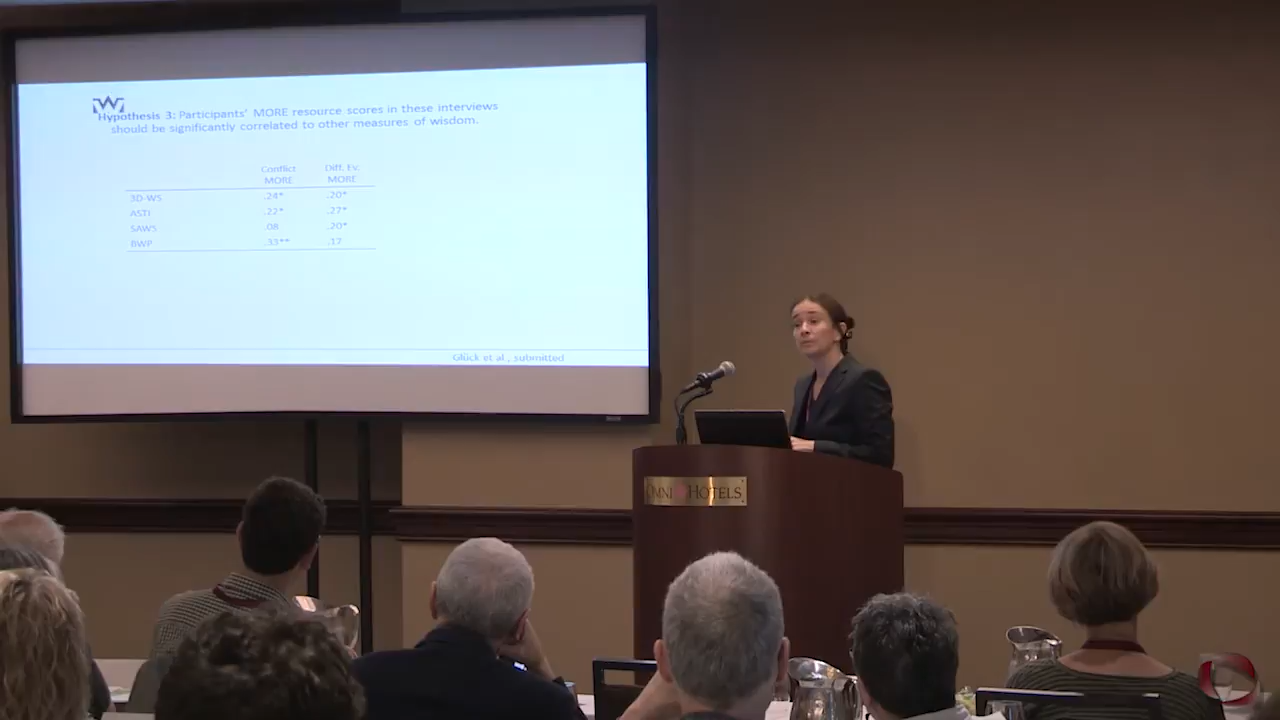 W
Hypothesis 3: Participants' MORE resource scores in these interviews
should be significantly correlated to other measures of wisdom.
Conflict MORE
Diff. Ev. MORE
3D-WS .24* .20*
ASTI .22* .27*
SAWS .08 .20*
BWP .33** .17
Glück et al., submitted
OMNI HOTELS